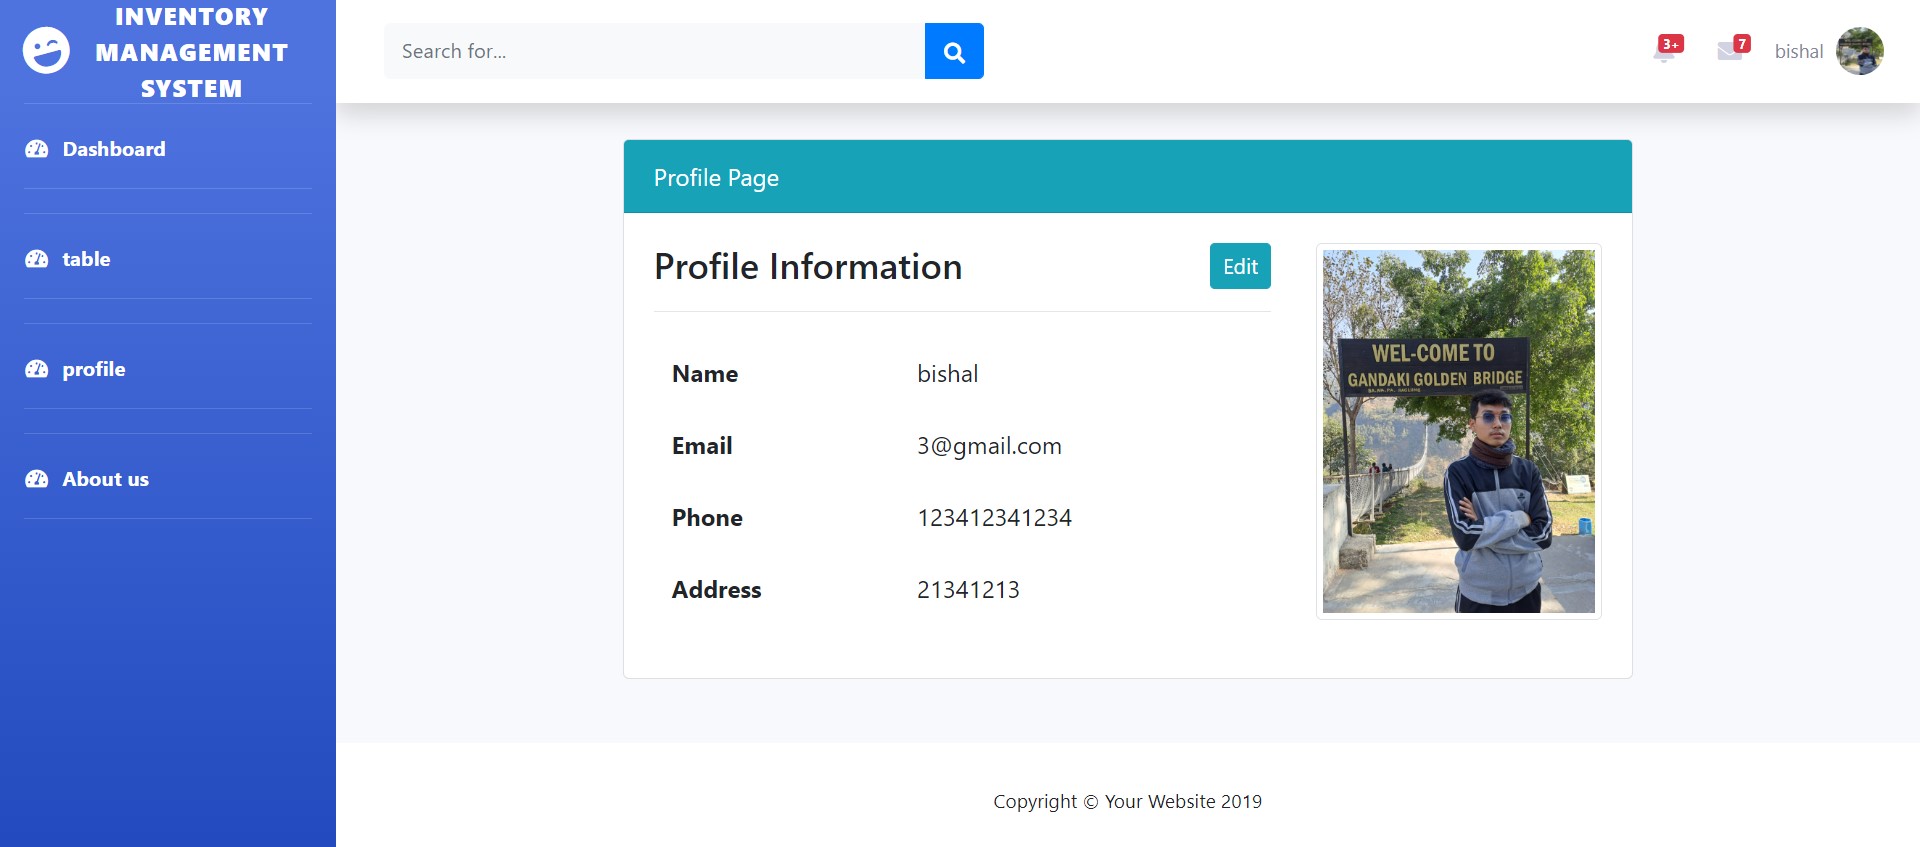 INVENTORY
MANAGEMENT
SYSTEM
Search for...
3+
7
bishal
Dashboard
table
profile
About us
Profile Page
Profile Information
Edit
Name
bishal
Email
3@gmail.com
Phone
123412341234
Address
21341213
WEL-COME TO
GANDAKI GOLDEN BRIDGE
Copyright © Your Website 2019